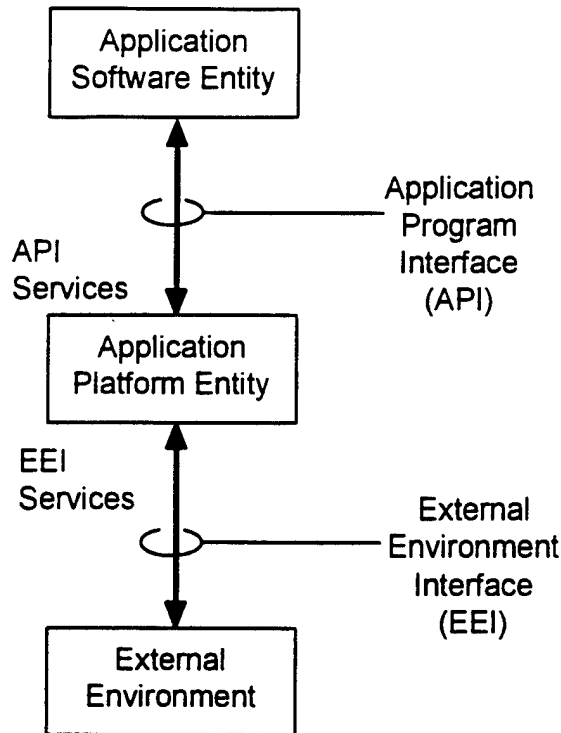 Application
Software Entity
Application
Program
Interface
(API)
API
Services
Application
Platform Entity
EEI
Services
External
Environment
Interface
(EEI)
External
Environment